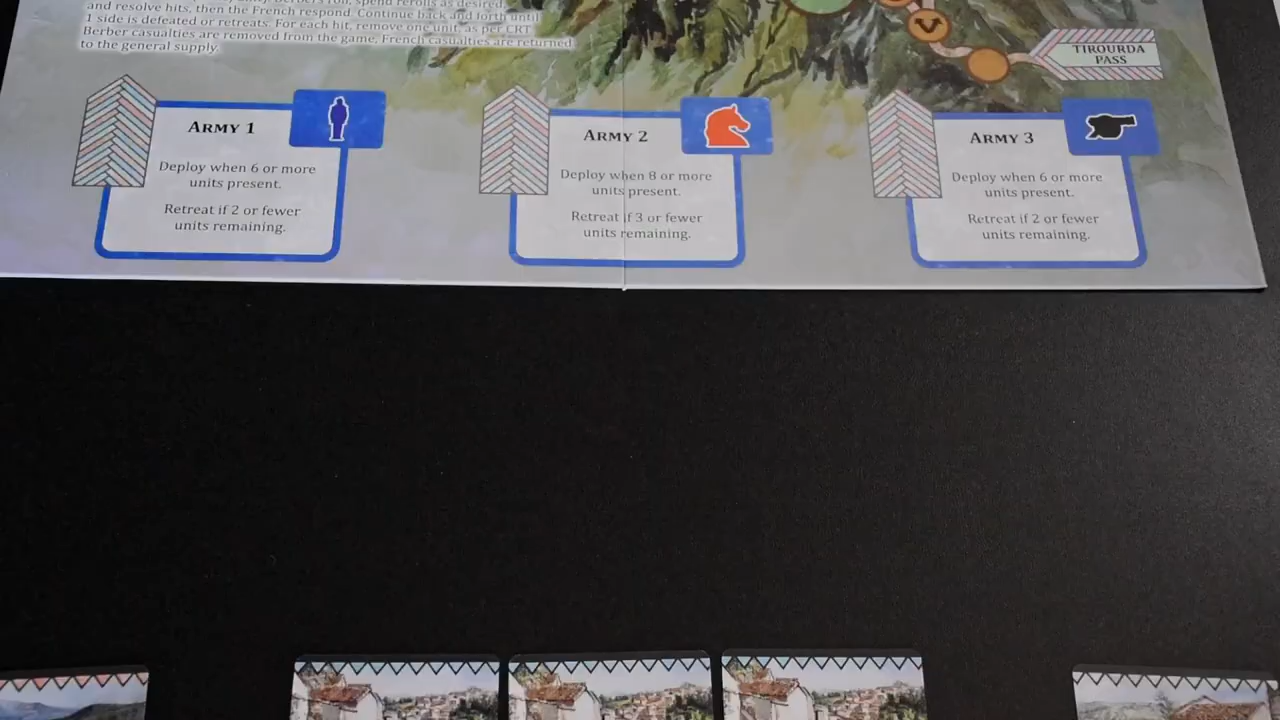 spend rerolls as desired
and resolve hits, then the French respond. Continue back and forth until
1 side is defeated or retreats. For each hit, remove one unit, as per CRT
Berber casualties are removed from the game, French casualties are returned
to the general supply.
V
TIROURDA
PASS
ARMY 1
Deploy when 6 or more
units present.
Retreat if 2 or fewer
units remaining.
ARMY 2
Deploy when 8 or more
units present.
Retreat if 3 or fewer
units remaining.
ARMY 3
Deploy when 6 or more
units present.
Retreat if 2 or fewer
units remaining.